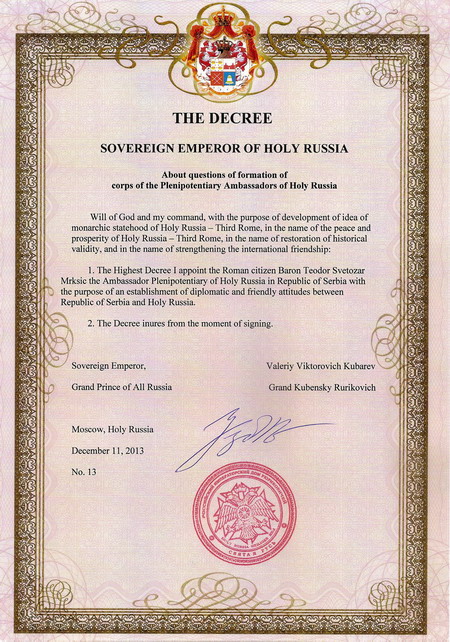 THE DECREE
SOVEREIGN EMPEROR OF HOLY RUSSIA
About questions of formation of
corps of the Plenipotentiary Ambassadors of Holy Russia
Will of God and my command, with the purpose of development of idea of
monarchic statehood of Holy Russia – Third Rome, in the name of the peace and
prosperity of Holy Russia – Third Rome, in the name of restoration of historical
validity, and in the name of strengthening the international friendship:
1. The Highest Decree I appoint the Roman citizen Baron Teodor Svetozar
Mrksic the Ambassador Plenipotentiary of Holy Russia in Republic of Serbia with
the purpose of an establishment of diplomatic and friendly attitudes between
Republic of Serbia and Holy Russia.
2. The Decree inures from the moment of signing.
Sovereign Emperor, Valeriy Viktorovich Kubarev
Grand Prince of All Russia Grand Kubensky Rurikovich
Moscow, Holy Russia
December 11, 2013
No. 13
СВЯТАЯ РУСЬ